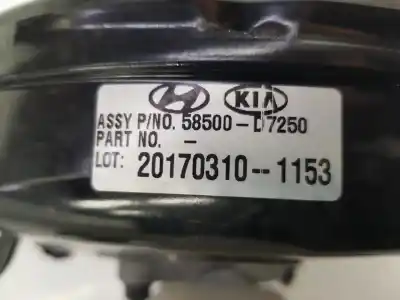 KIA
ASSY P/NO. 58500-D7250
PART NO. -
LOT: 20170310--1153